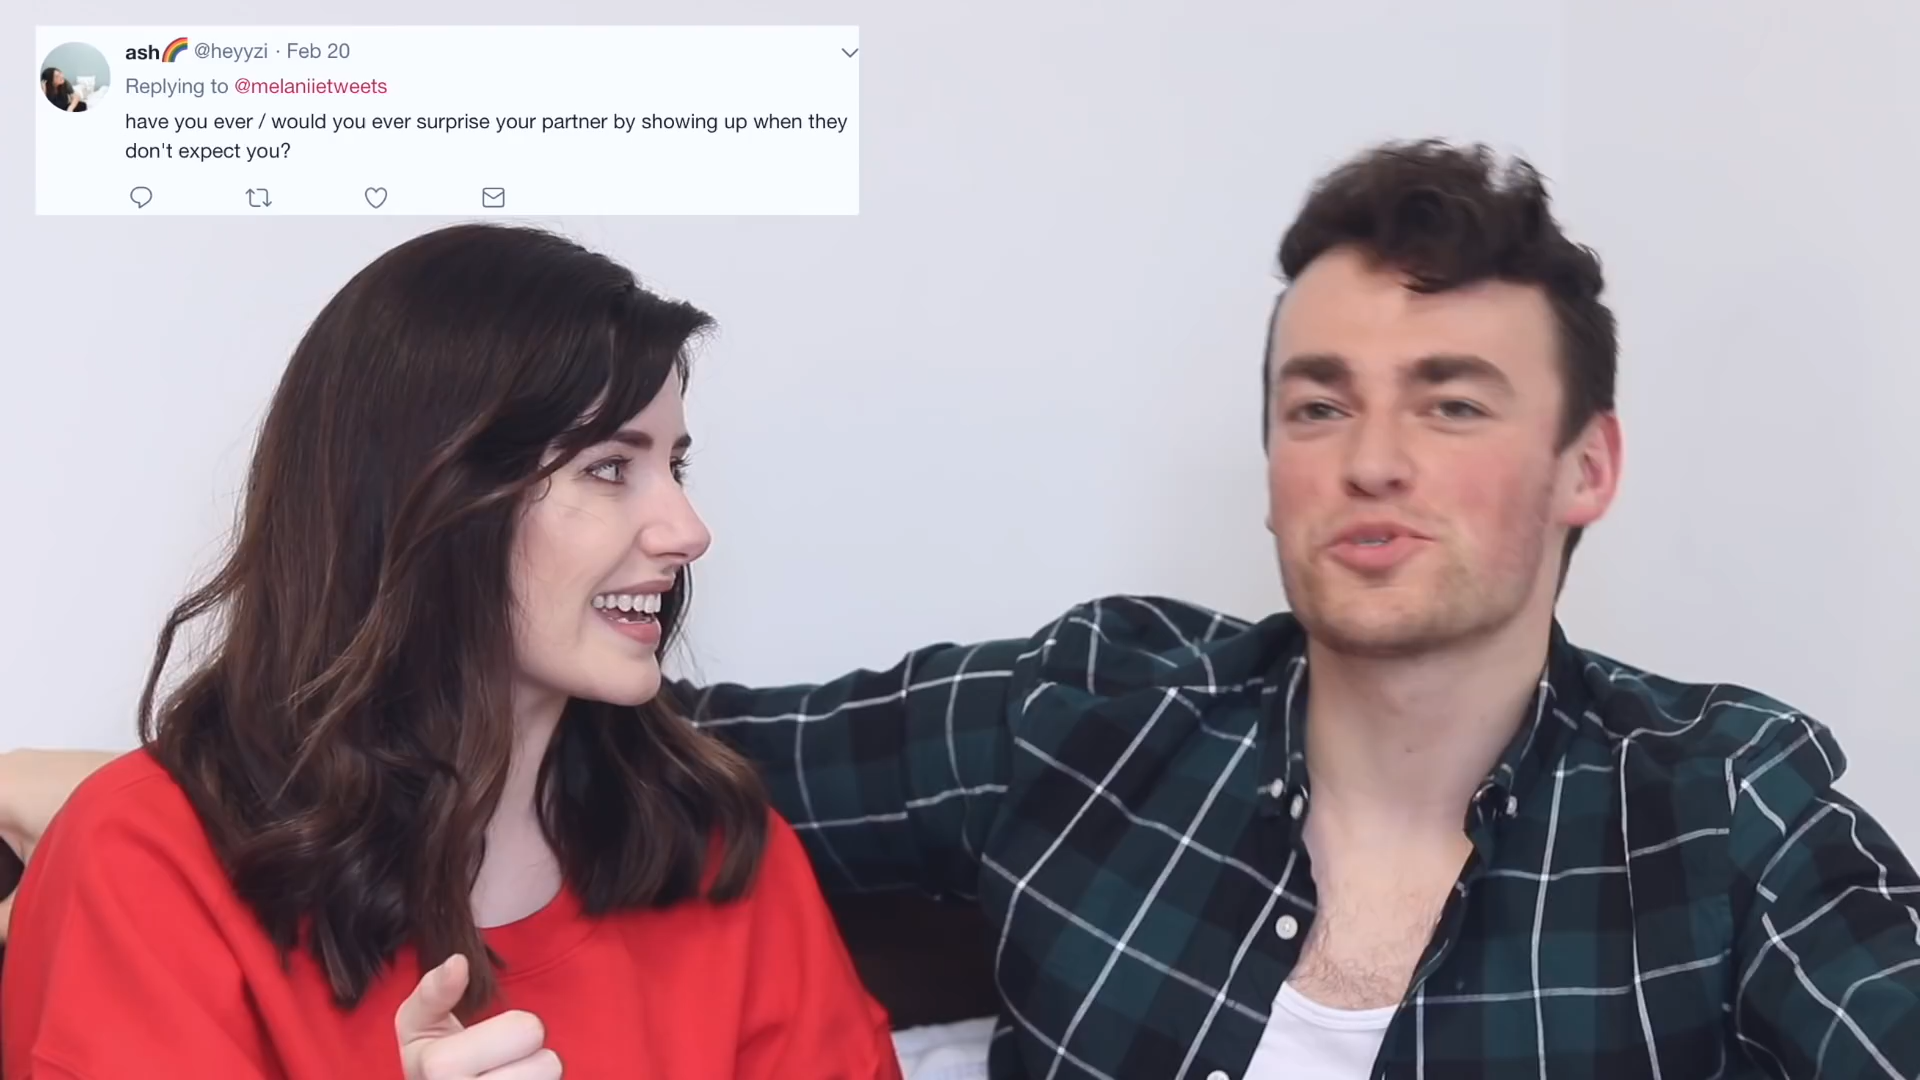 ash🌈 @heyyzi · Feb 20
Replying to @melaniietweets
have you ever / would you ever surprise your partner by showing up when they
don't expect you?